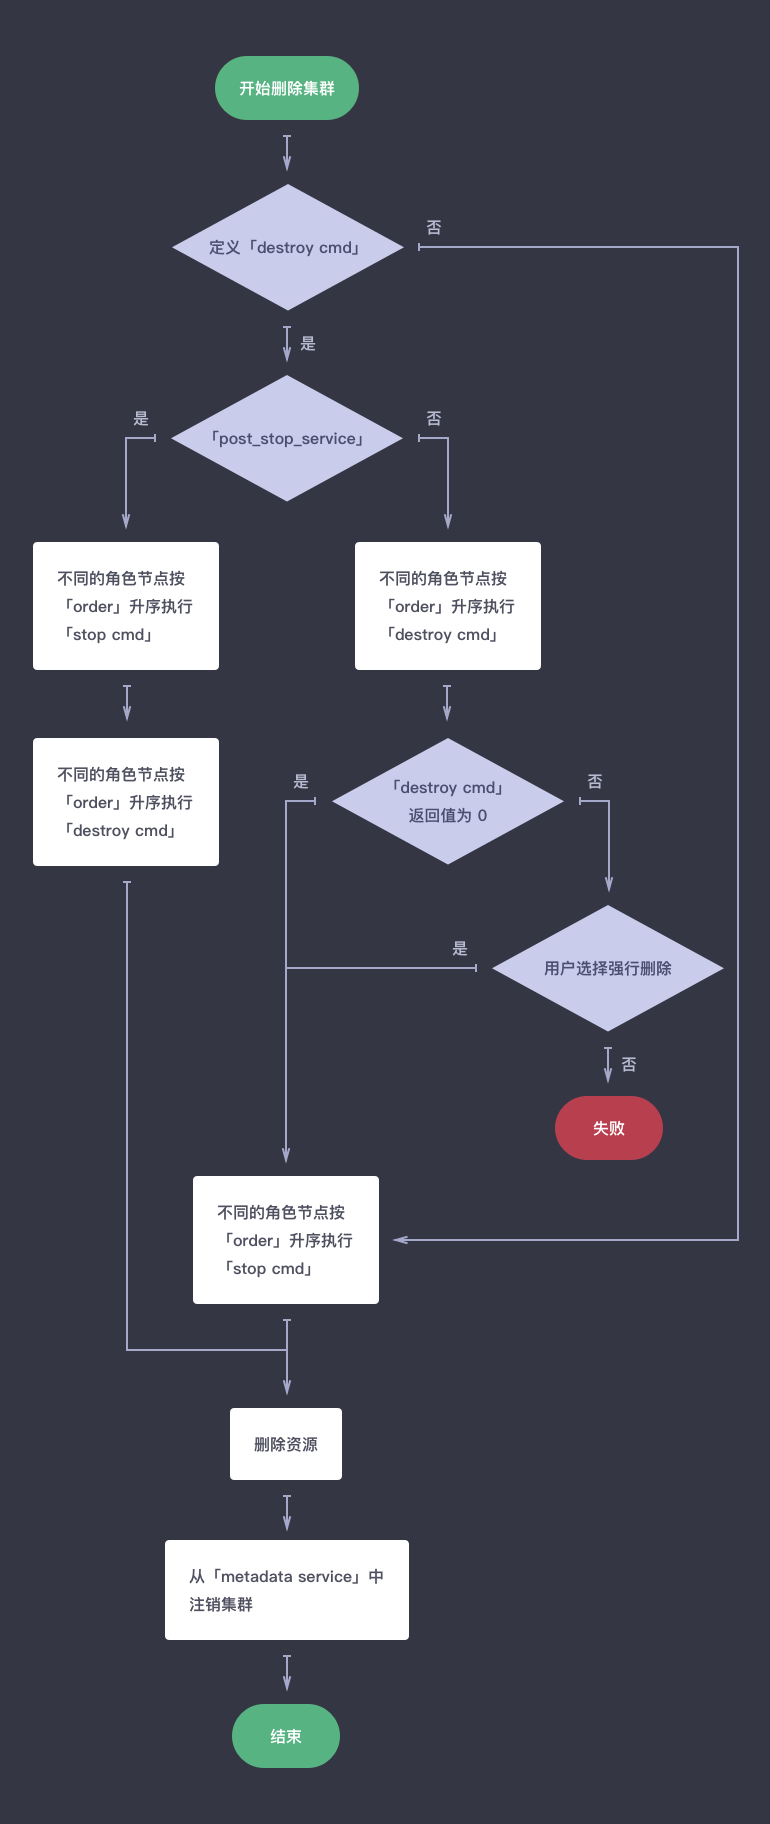 开始删除集群
否
定义「destroy cmd」
是
是
「post_stop_service」
否
不同的角色节点按
「order」升序执行
「stop cmd」
不同的角色节点按
「order」升序执行
「destroy cmd」
不同的角色节点按
「order」升序执行
「destroy cmd」
是
「destroy cmd」
返回值为 0
否
是
用户选择强行删除
否
失败
不同的角色节点按
「order」升序执行
「stop cmd」
删除资源
从「metadata service」中
注销集群
结束